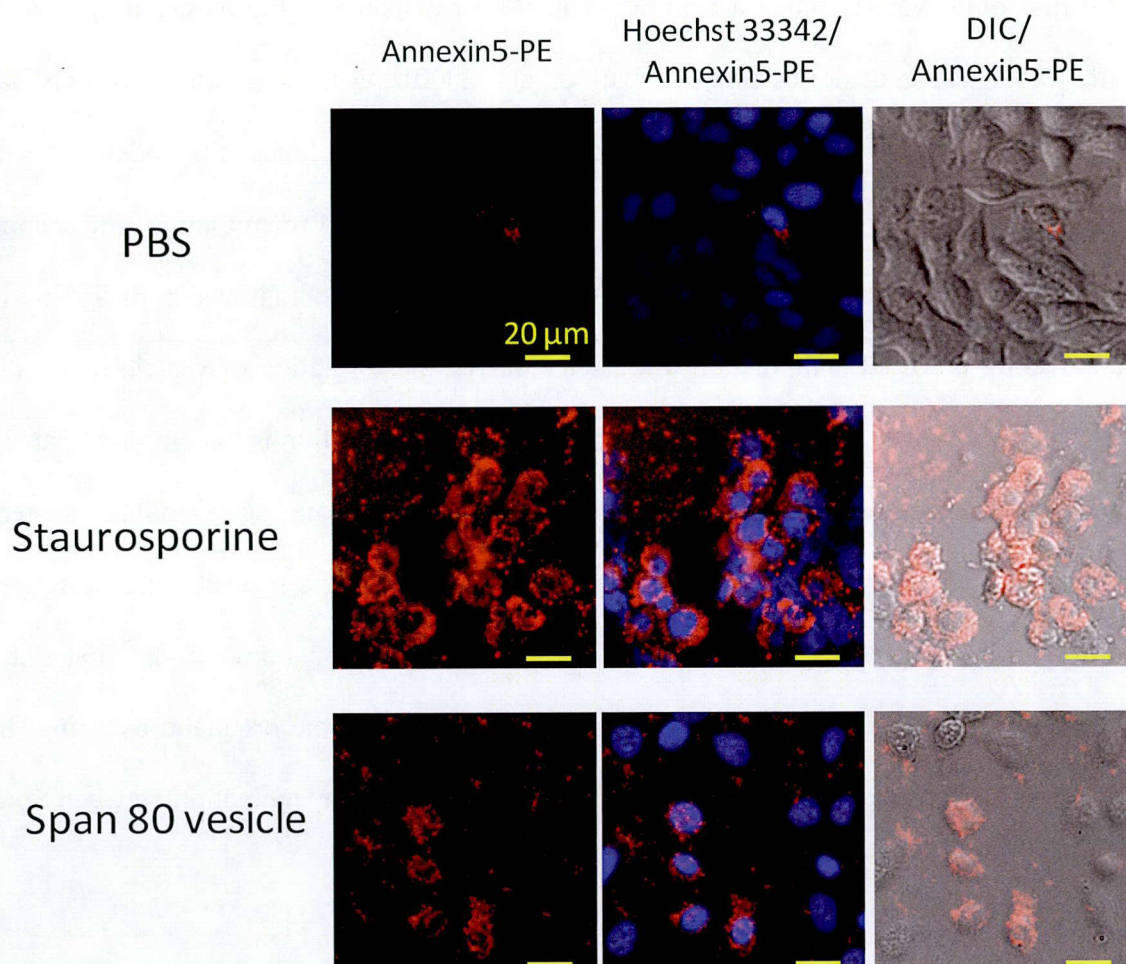 Annexin5-PE
Hoechst 33342/
Annexin5-PE
DIC/
Annexin5-PE
PBS
20 µm
Staurosporine
Span 80 vesicle